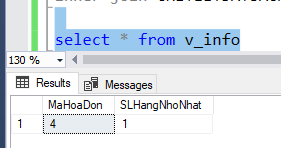 select * from v_info
130 %
Results Messages
MaHoaDon SLHangNhoNhat
1 4 1